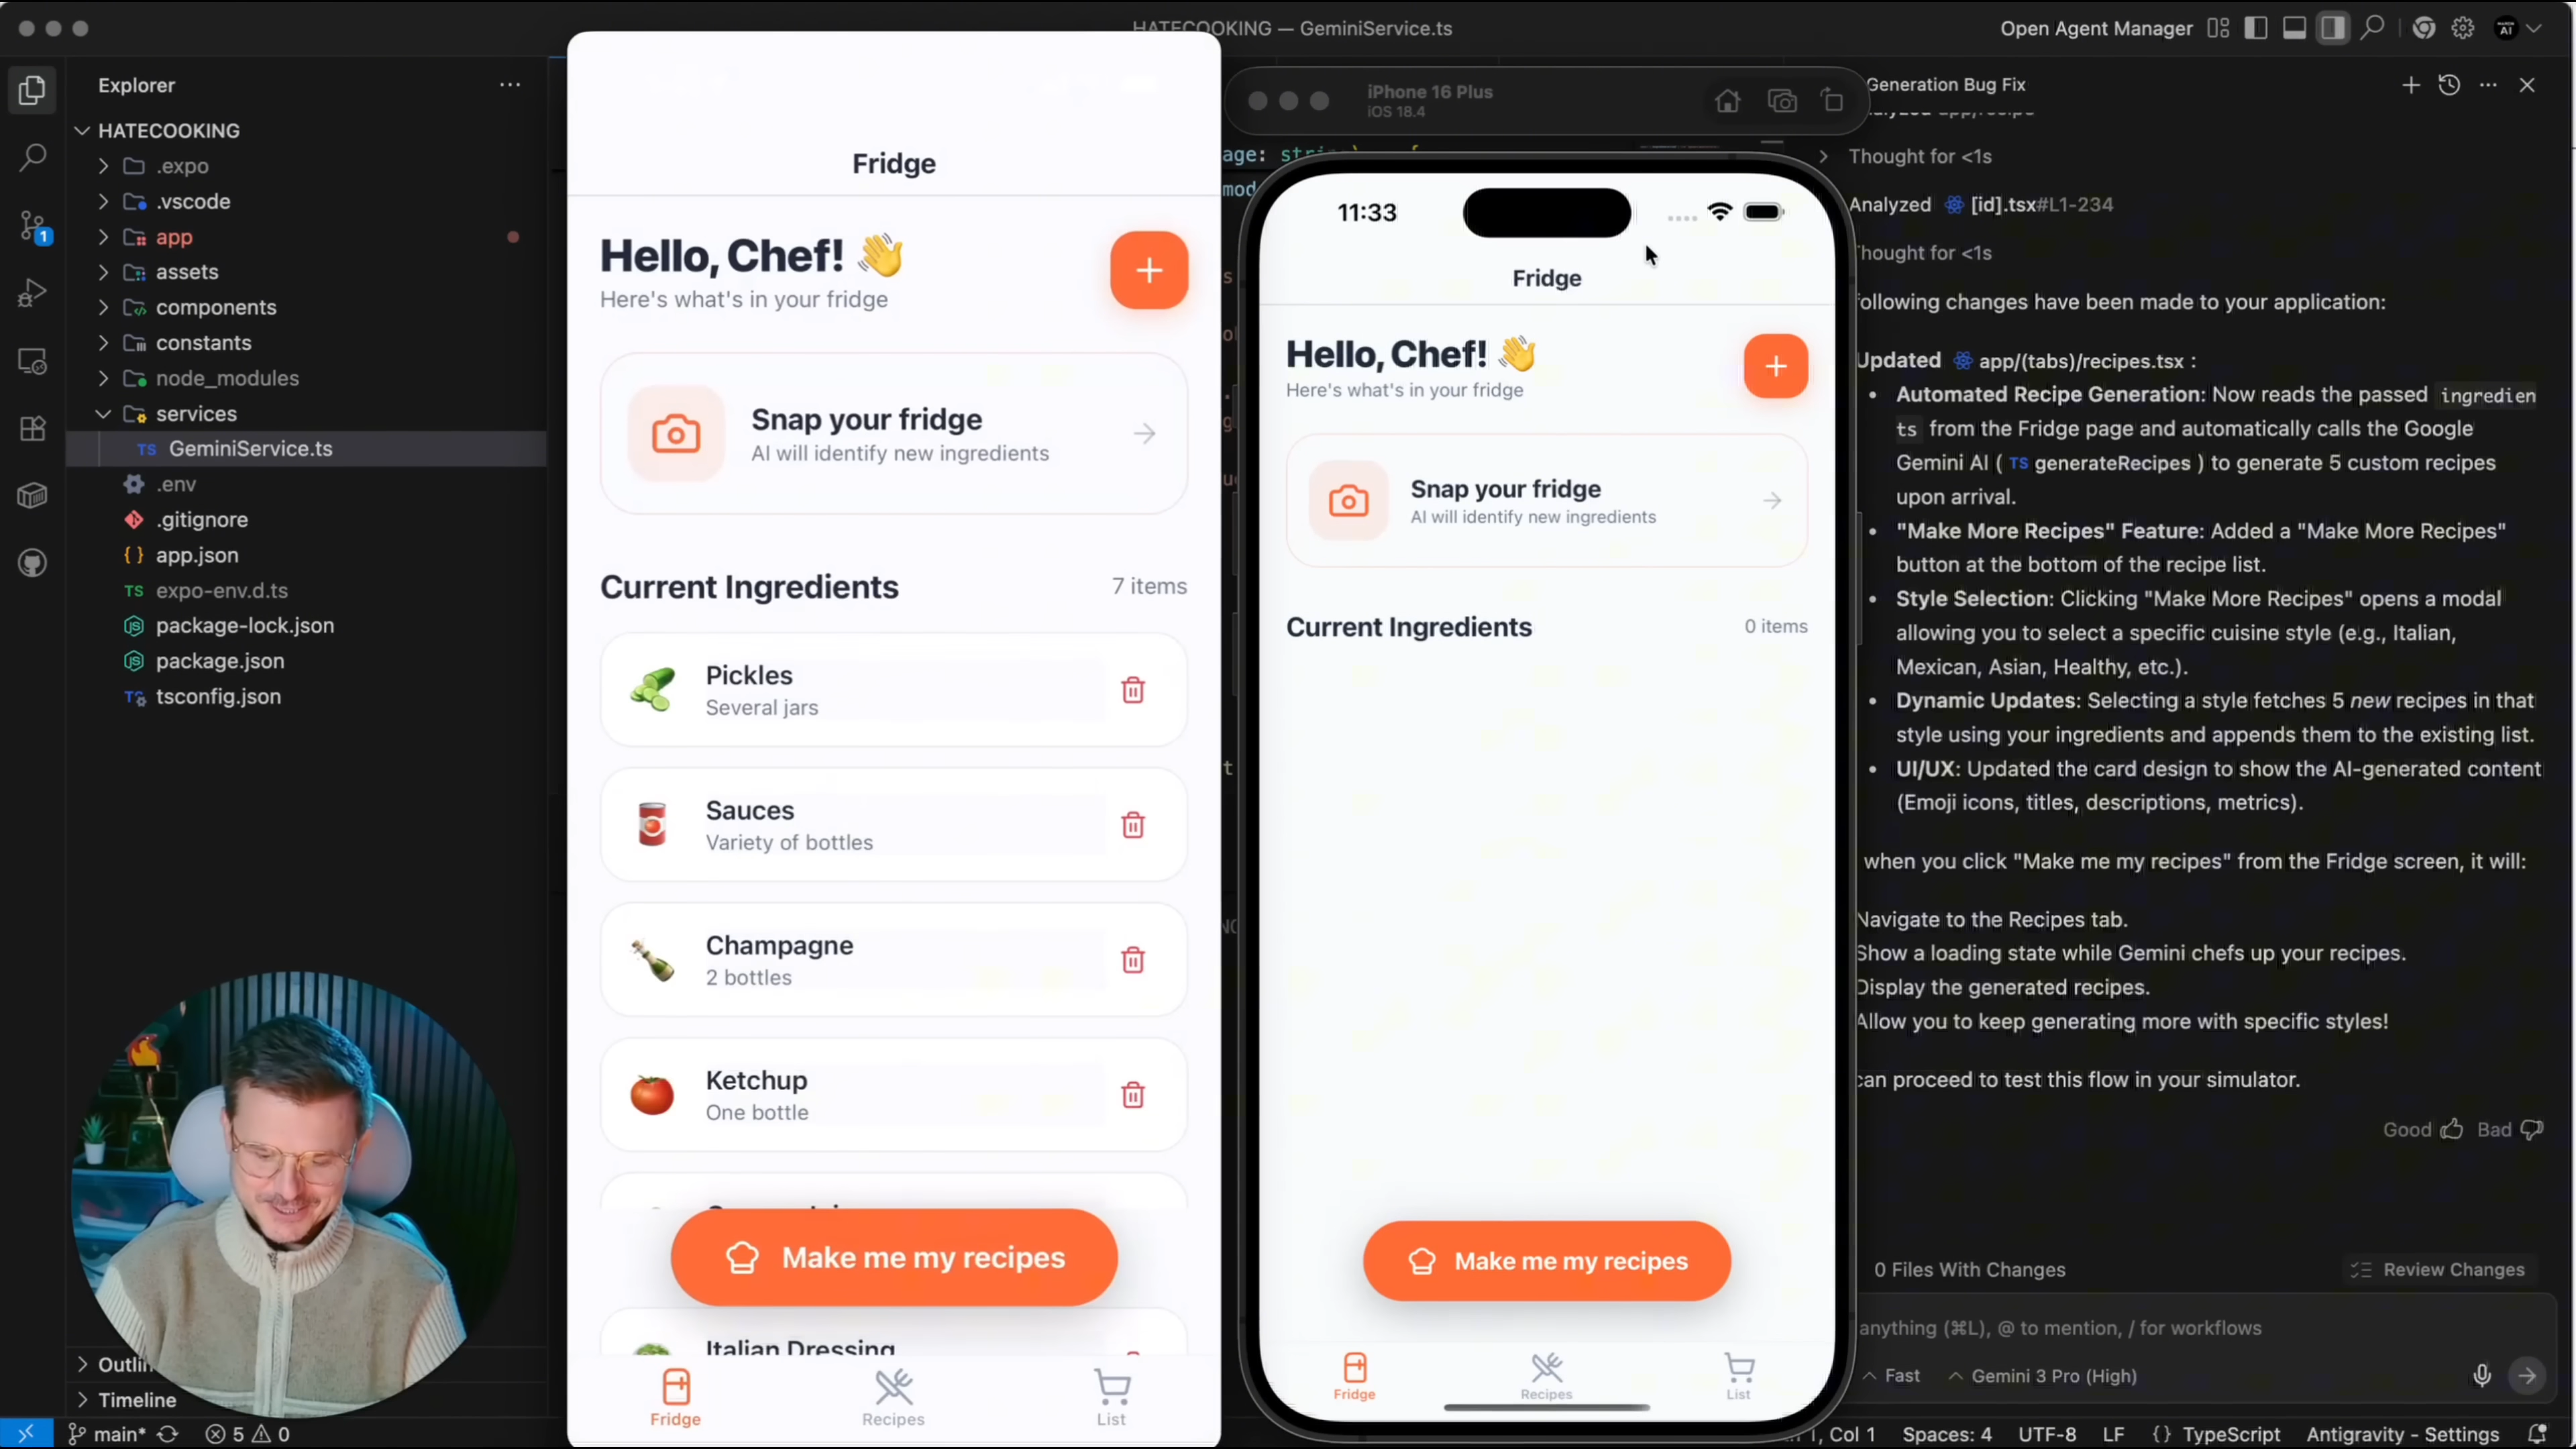 HATECOOKING — GeminiService.ts
Open Agent Manager
Explorer
HATECOOKING
.expo
.vscode
app
assets
components
constants
node_modules
services
TS GeminiService.ts
.env
.gitignore
{ } app.json
TS expo-env.d.ts
package-lock.json
package.json
tsconfig.json
Timeline
main*
5 0
1
Fridge
Hello, Chef! 👋
Here's what's in your fridge
+
Snap your fridge
AI will identify new ingredients
Current Ingredients
7 items
Pickles
Several jars
Sauces
Variety of bottles
Champagne
2 bottles
Ketchup
One bottle
Make me my recipes
Italian Dressing
Fridge
Recipes
List
iPhone 16 Plus
iOS 18.4
11:33
Fridge
Hello, Chef! 👋
Here's what's in your fridge
+
Snap your fridge
AI will identify new ingredients
Current Ingredients
0 items
Make me my recipes
Fridge
Recipes
List
Generation Bug Fix
Thought for <1s
Analyzed [id].tsx#L1-234
Thought for <1s
following changes have been made to your application:
Updated app/(tabs)/recipes.tsx :
• Automated Recipe Generation: Now reads the passed ingredien
ts from the Fridge page and automatically calls the Google
Gemini AI ( TS generateRecipes ) to generate 5 custom recipes
upon arrival.
• "Make More Recipes" Feature: Added a "Make More Recipes"
button at the bottom of the recipe list.
• Style Selection: Clicking "Make More Recipes" opens a modal
allowing you to select a specific cuisine style (e.g., Italian,
Mexican, Asian, Healthy, etc.).
• Dynamic Updates: Selecting a style fetches 5 new recipes in that
style using your ingredients and appends them to the existing list.
• UI/UX: Updated the card design to show the AI-generated content
(Emoji icons, titles, descriptions, metrics).
when you click "Make me my recipes" from the Fridge screen, it will:
Navigate to the Recipes tab.
Show a loading state while Gemini chefs up your recipes.
Display the generated recipes.
Allow you to keep generating more with specific styles!
can proceed to test this flow in your simulator.
Good Bad
0 Files With Changes
Review Changes
anything (⌘L), @ to mention, / for workflows
Fast
Gemini 3 Pro (High)
Col 1
Spaces: 4
UTF-8
LF
{} TypeScript
Antigravity - Settings